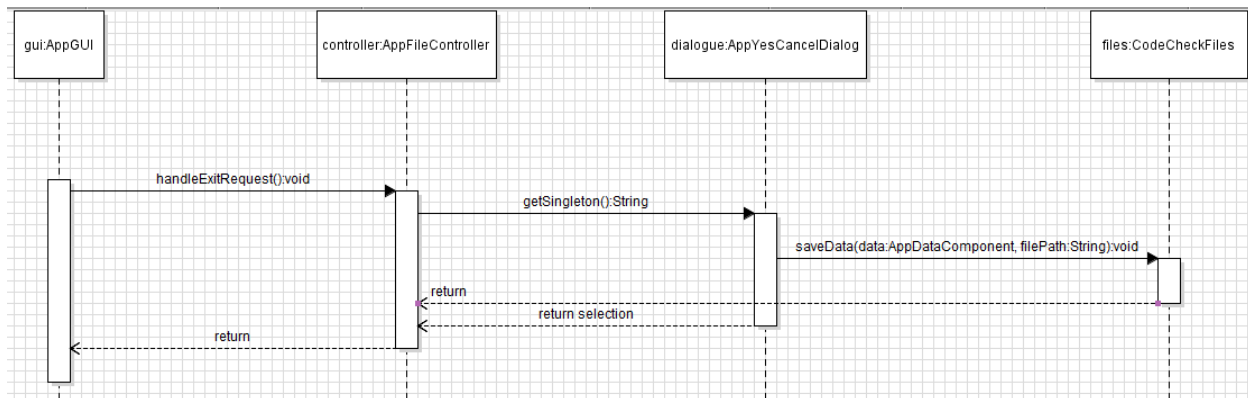 gui:AppGUI
controller:AppFileController
dialogue:AppYesCancelDialog
files:CodeCheckFiles
handleExitRequest():void
getSingleton():String
saveData(data:AppDataComponent, filePath:String):void
return
return selection
return